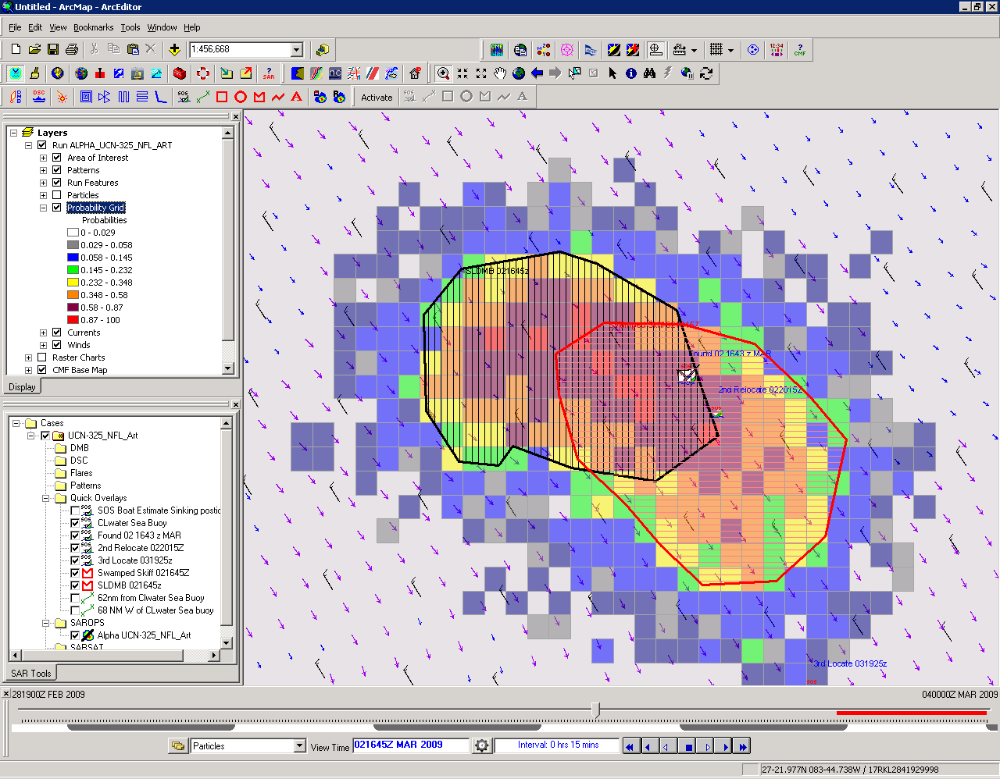 Untitled - ArcMap - ArcEditor
File Edit View Bookmarks Tools Window Help
1:456,668
Activate
Layers
Run ALPHA_UCN-325_NFL_ART
Area of Interest
Patterns
Run Features
Particles
Probability Grid
Probabilities
0 - 0.029
0.029 - 0.058
0.058 - 0.145
0.145 - 0.232
0.232 - 0.348
0.348 - 0.58
0.58 - 0.87
0.87 - 100
Currents
Winds
Raster Charts
CMF Base Map
Display
Cases
UCN-325_NFL_Art
DMB
DSC
Flares
Patterns
Quick Overlays
SOS Boat Estimate Sinking postic
CLwater Sea Buoy
Found 02 1643 z MAR
2nd Relocate 022015Z
3rd Locate 031925z
Swamped Skiff 021645Z
SLDMB 021645z
62nm from Clwater Sea Buoy
68 NM W of CLwater Sea buoy
SAROPS
Alpha UCN-325_NFL_Art
SARSAT
SAR Tools
SLDMB 021645z
Found 02 1643 z MAR
2nd Relocate 022015Z
SOS
3rd Locate 031925z
SOS
281900Z FEB 2009
040000Z MAR 2009
Particles
View Time
021645Z MAR 2009
Interval: 0 hrs 15 mins
27-21.977N 083-44.738W / 17RKL2841929998